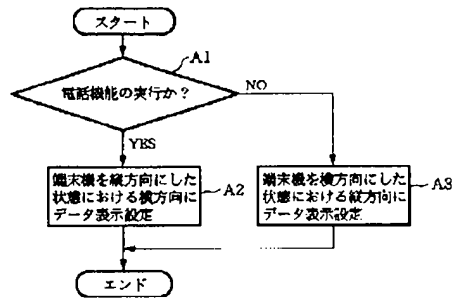 スタート
A1
電話機能の実行か?
NO
YES
端末機を縦方向にした
状態における横方向に
データ表示設定
A2
端末機を横方向にした
状態における縦方向に
データ表示設定
A3
エンド